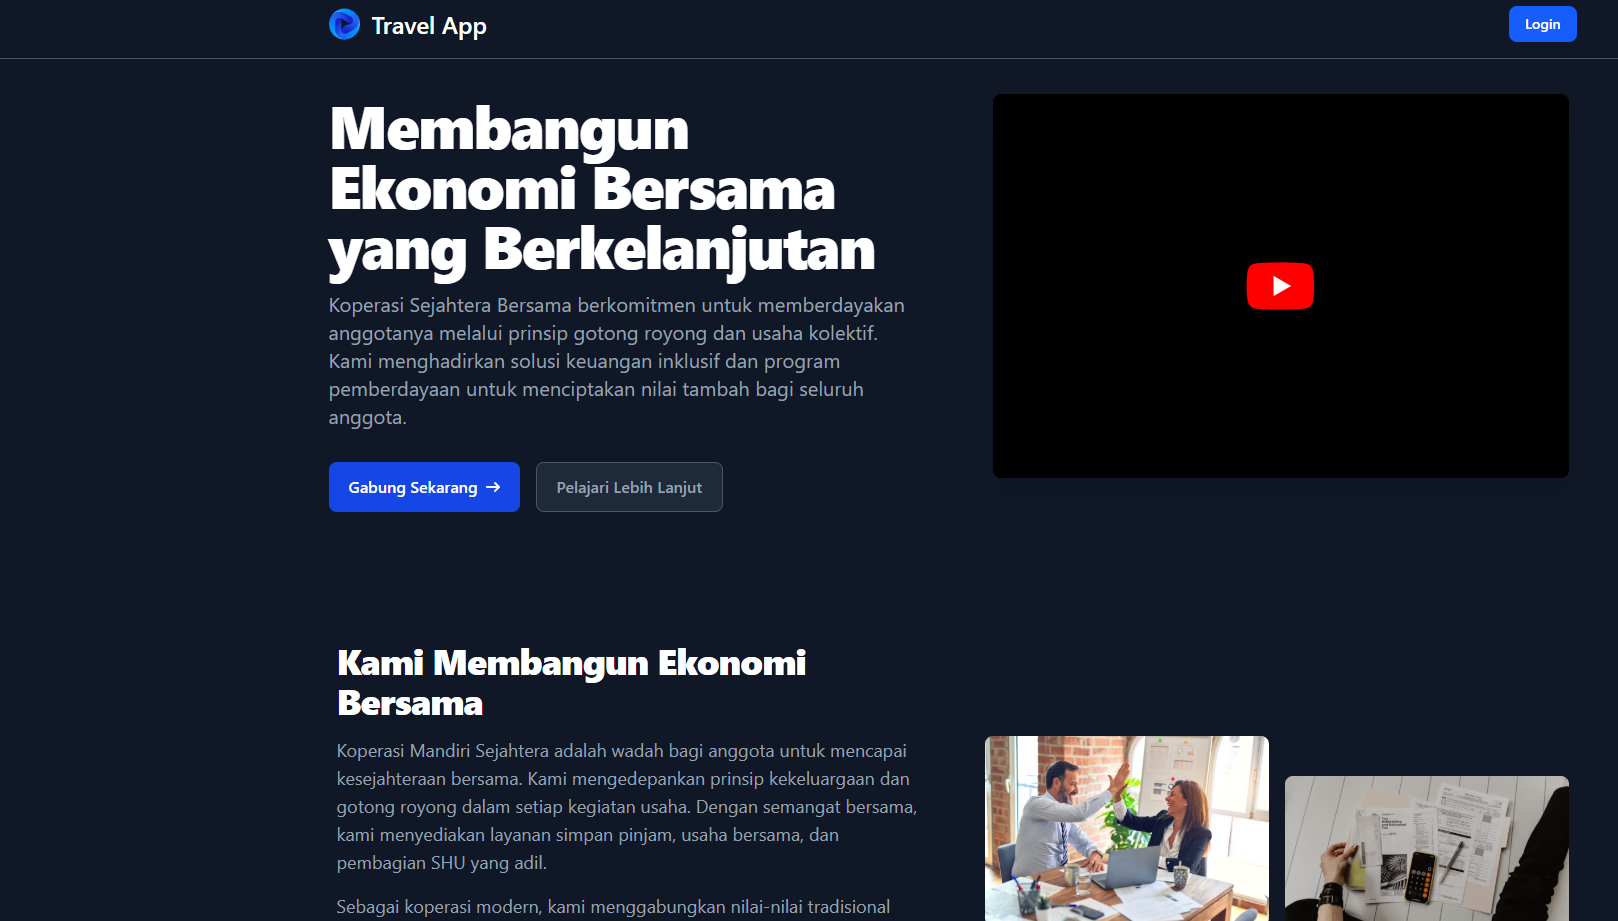 Travel App
Login
Membangun
Ekonomi Bersama
yang Berkelanjutan
Koperasi Sejahtera Bersama berkomitmen untuk memberdayakan
anggotanya melalui prinsip gotong royong dan usaha kolektif.
Kami menghadirkan solusi keuangan inklusif dan program
pemberdayaan untuk menciptakan nilai tambah bagi seluruh
anggota.
Gabung Sekarang →
Pelajari Lebih Lanjut
Kami Membangun Ekonomi
Bersama
Koperasi Mandiri Sejahtera adalah wadah bagi anggota untuk mencapai
kesejahteraan bersama. Kami mengedepankan prinsip kekeluargaan dan
gotong royong dalam setiap kegiatan usaha. Dengan semangat bersama,
kami menyediakan layanan simpan pinjam, usaha bersama, dan
pembagian SHU yang adil.
Sebagai koperasi modern, kami menggabungkan nilai-nilai tradisional